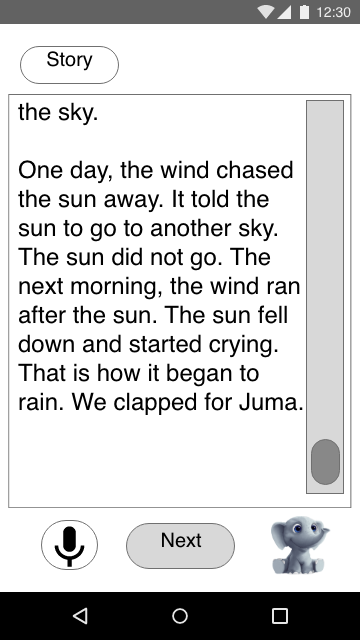 12:30
Story
the sky.
One day, the wind chased
the sun away. It told the
sun to go to another sky.
The sun did not go. The
next morning, the wind ran
after the sun. The sun fell
down and started crying.
That is how it began to
rain. We clapped for Juma.
Next